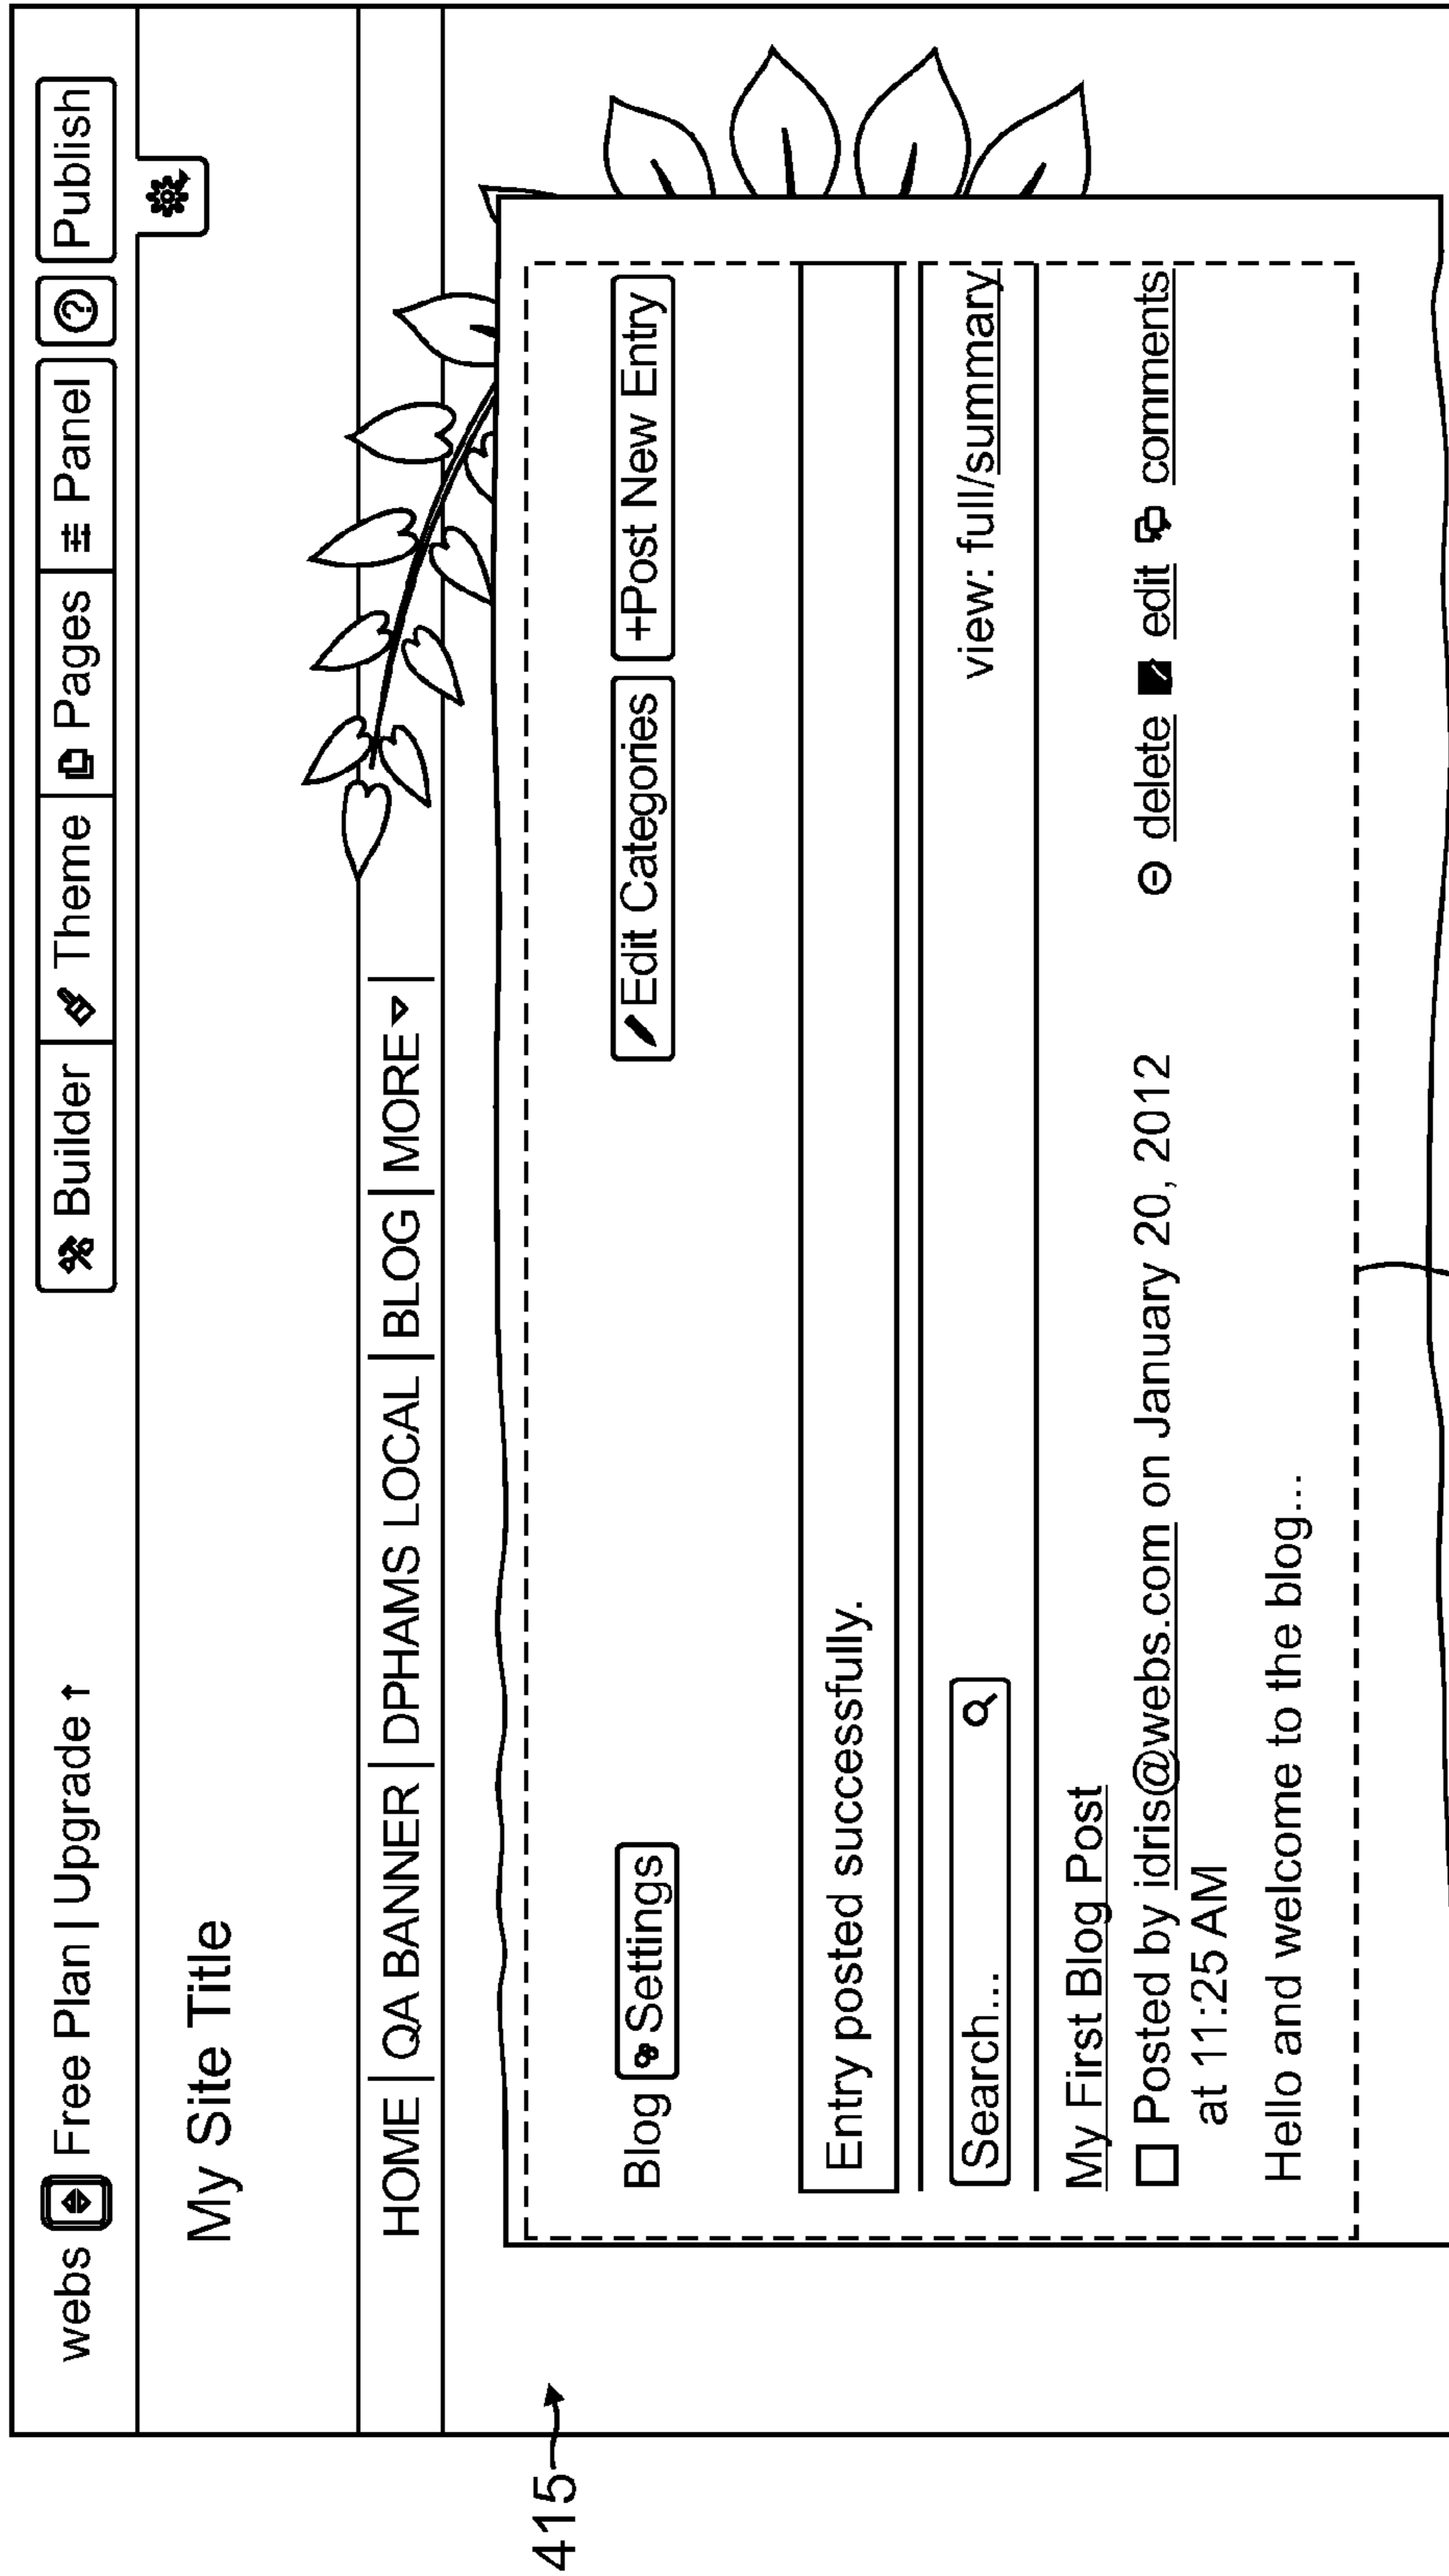 webs Free Plan | Upgrade ↑ Builder Theme Pages Panel ? Publish
My Site Title
HOME | QA BANNER | DPHAMS LOCAL | BLOG | MORE
415
Blog Settings Edit Categories +Post New Entry
Entry posted successfully.
Search... view: full/summary
My First Blog Post
Posted by idris@webs.com on January 20, 2012 delete edit comments
at 11:25 AM
Hello and welcome to the blog...